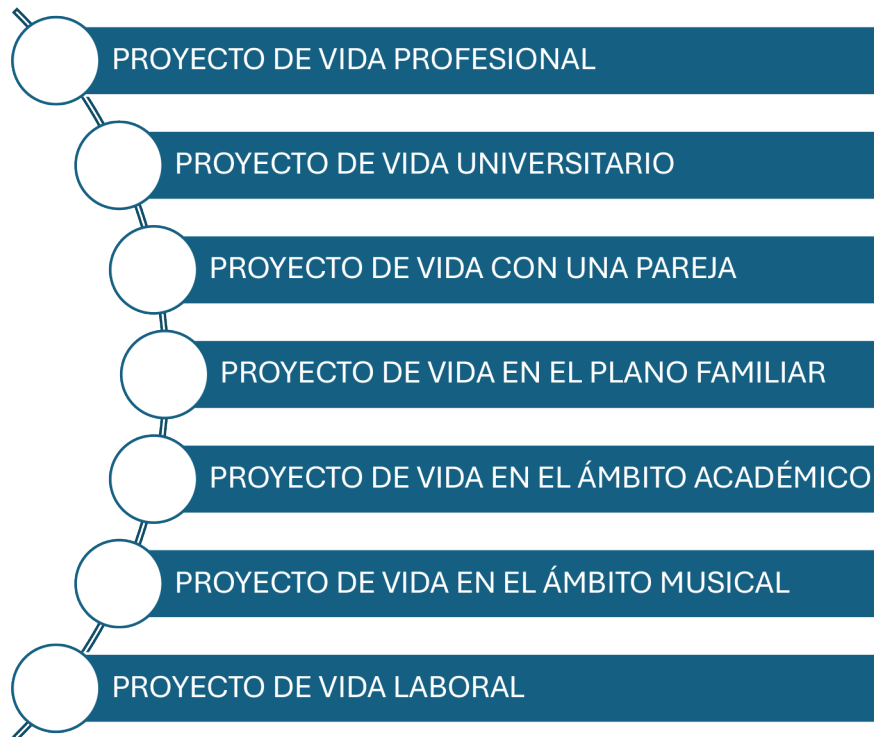 PROYECTO DE VIDA PROFESIONAL
PROYECTO DE VIDA UNIVERSITARIO
PROYECTO DE VIDA CON UNA PAREJA
PROYECTO DE VIDA EN EL PLANO FAMILIAR
PROYECTO DE VIDA EN EL ÁMBITO ACADÉMICO
PROYECTO DE VIDA EN EL ÁMBITO MUSICAL
PROYECTO DE VIDA LABORAL